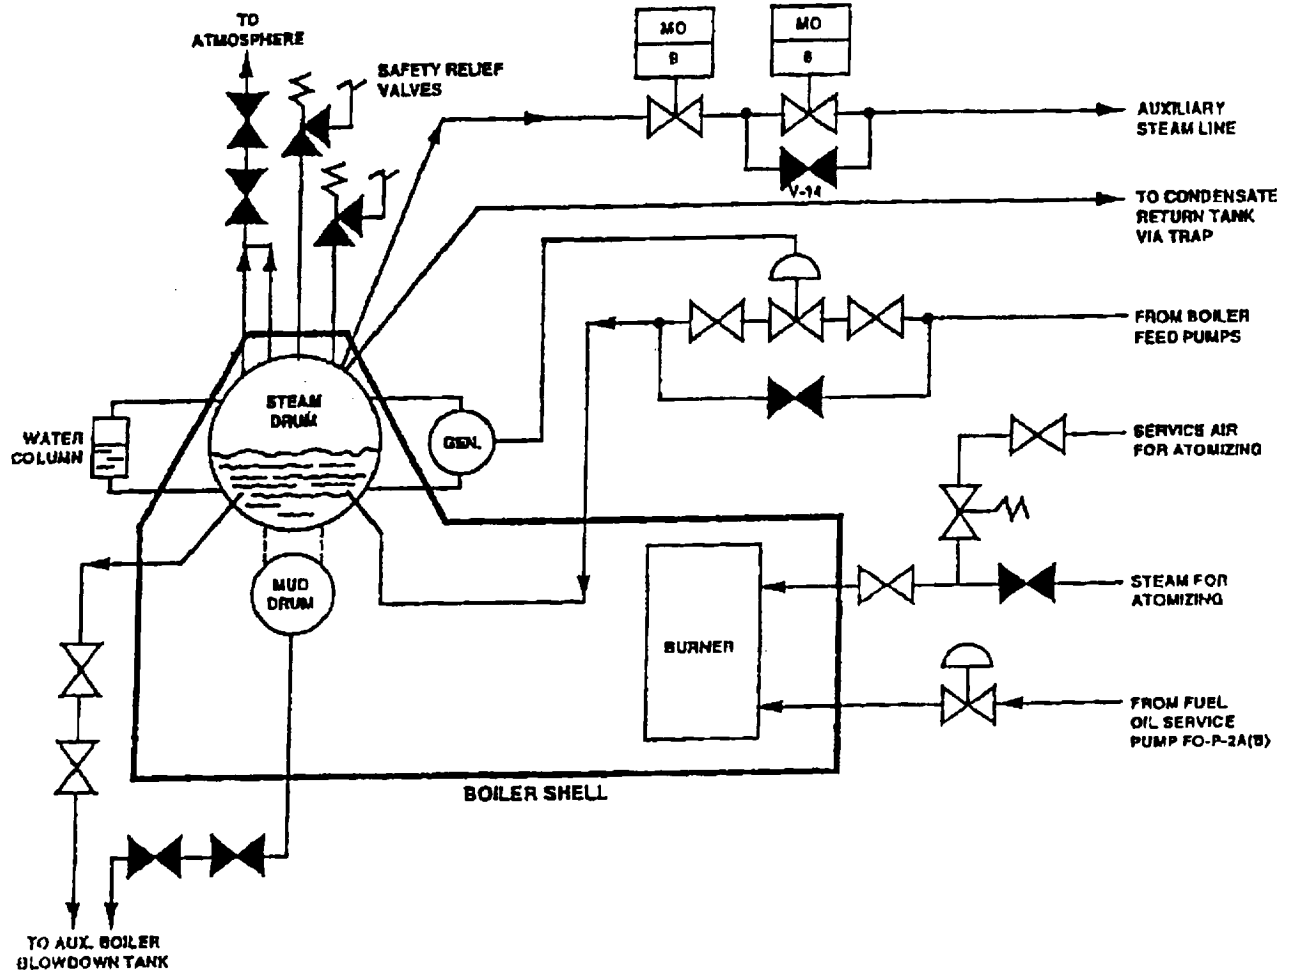 TO
ATMOSPHERE
SAFETY RELIEF
VALVES
MO
B
MO
B
AUXILIARY
STEAM LINE
V-14
TO CONDENSATE
RETURN TANK
VIA TRAP
FROM BOILER
FEED PUMPS
STEAM
DRUM
WATER
COLUMN
GEN.
SERVICE AIR
FOR ATOMIZING
MUD
DRUM
STEAM FOR
ATOMIZING
BURNER
FROM FUEL
OIL SERVICE
PUMP FO-P-2A(B)
BOILER SHELL
TO AUX. BOILER
BLOWDOWN TANK